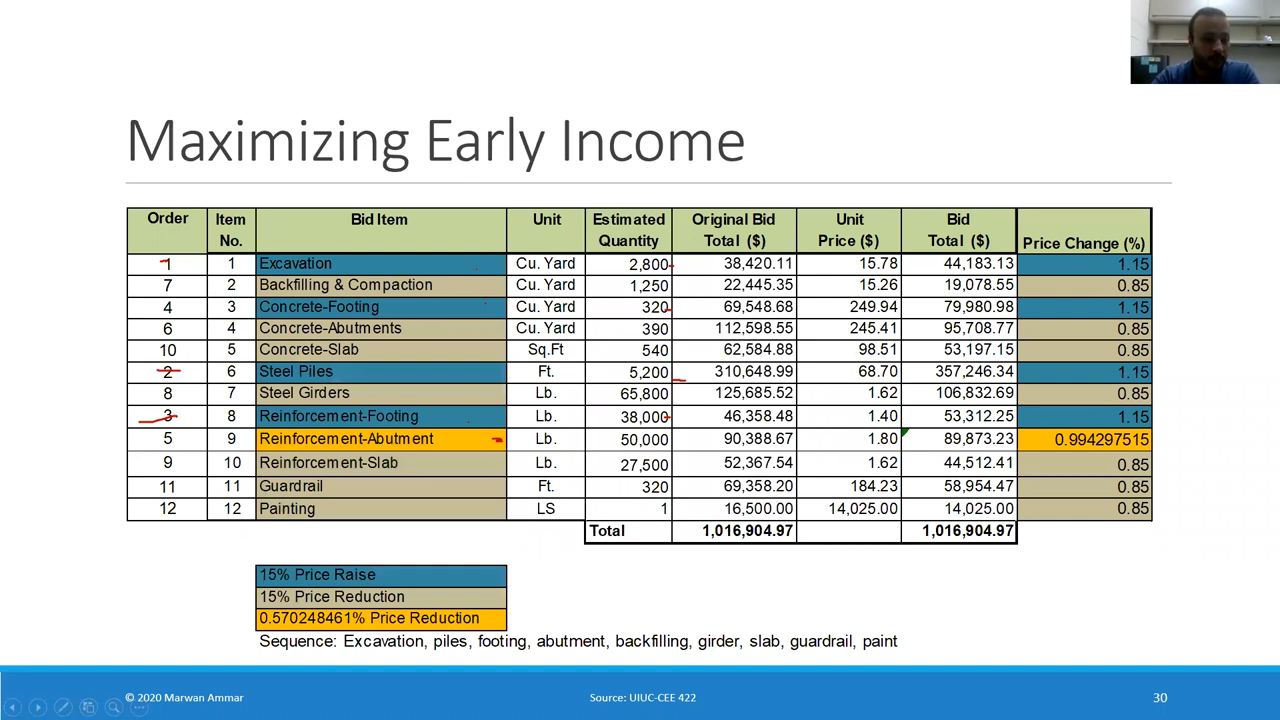 Maximizing Early Income
Order Item No. Bid Item Unit Estimated Quantity Original Bid Total ($) Unit Price ($) Bid Total ($) Price Change (%)
1 1 Excavation Cu. Yard 2,800 38,420.11 15.78 44,183.13 1.15
7 2 Backfilling & Compaction Cu. Yard 1,250 22,445.35 15.26 19,078.55 0.85
4 3 Concrete-Footing Cu. Yard 320 69,548.68 249.94 79,980.98 1.15
6 4 Concrete-Abutments Cu. Yard 390 112,598.55 245.41 95,708.77 0.85
10 5 Concrete-Slab Sq.Ft 540 62,584.88 98.51 53,197.15 0.85
2 6 Steel Piles Ft. 5,200 310,648.99 68.70 357,246.34 1.15
8 7 Steel Girders Lb. 65,800 125,685.52 1.62 106,832.69 0.85
3 8 Reinforcement-Footing Lb. 38,000 46,358.48 1.40 53,312.25 1.15
5 9 Reinforcement-Abutment Lb. 50,000 90,388.67 1.80 89,873.23 0.994297515
9 10 Reinforcement-Slab Lb. 27,500 52,367.54 1.62 44,512.41 0.85
11 11 Guardrail Ft. 320 69,358.20 184.23 58,954.47 0.85
12 12 Painting LS 1 16,500.00 14,025.00 14,025.00 0.85
Total 1,016,904.97 1,016,904.97
15% Price Raise
15% Price Reduction
0.570248461% Price Reduction
Sequence: Excavation, piles, footing, abutment, backfilling, girder, slab, guardrail, paint
© 2020 Marwan Ammar Source: UIUC-CEE 422 30